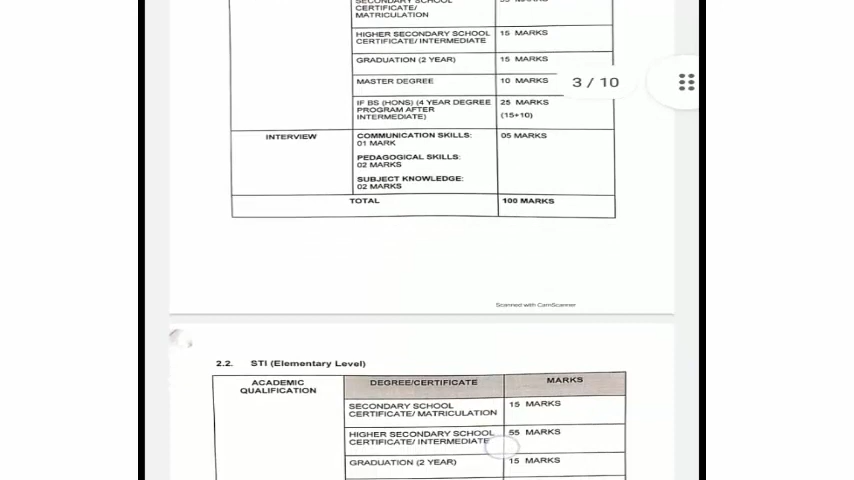 SECONDARY SCHOOL
CERTIFICATE/
MATRICULATION
MARKS
HIGHER SECONDARY SCHOOL
CERTIFICATE/ INTERMEDIATE
15 MARKS
GRADUATION (2 YEAR)
15 MARKS
MASTER DEGREE
10 MARKS
3 / 10
IF BS (HONS) (4 YEAR DEGREE
PROGRAM AFTER
INTERMEDIATE)
25 MARKS
(15+10)
INTERVIEW
COMMUNICATION SKILLS:
01 MARK
PEDAGOGICAL SKILLS:
02 MARKS
SUBJECT KNOWLEDGE:
02 MARKS
05 MARKS
TOTAL
100 MARKS
Scanned with CamScanner
2.2. STI (Elementary Level)
ACADEMIC
QUALIFICATION
DEGREE/CERTIFICATE
MARKS
SECONDARY SCHOOL
CERTIFICATE/ MATRICULATION
15 MARKS
HIGHER SECONDARY SCHOOL
CERTIFICATE/ INTERMEDIATE
55 MARKS
GRADUATION (2 YEAR)
15 MARKS